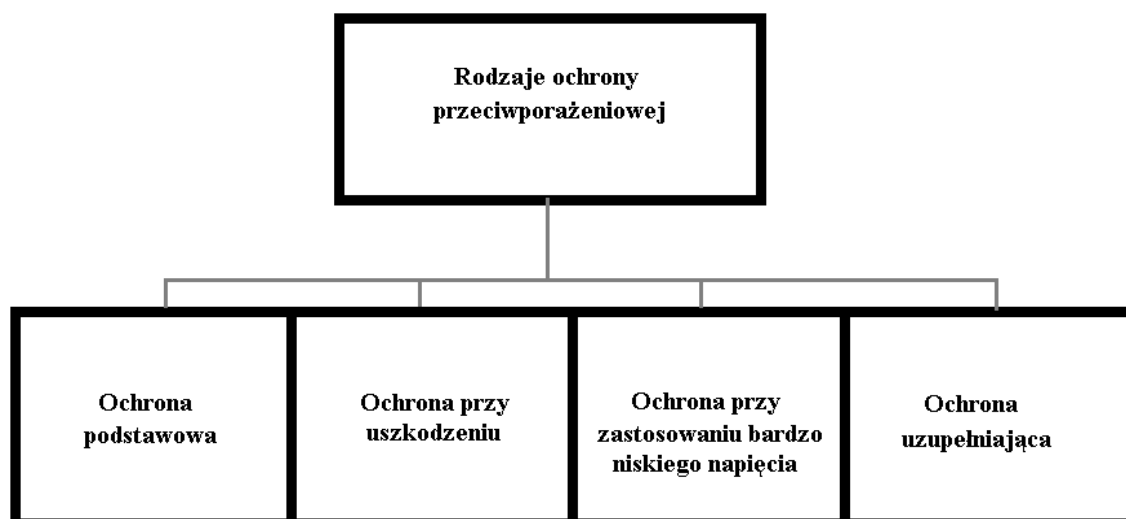 Rodzaje ochrony
przeciwporażeniowej
Ochrona
podstawowa
Ochrona przy
uszkodzeniu
Ochrona przy
zastosowaniu bardzo
niskiego napięcia
Ochrona
uzupełniająca